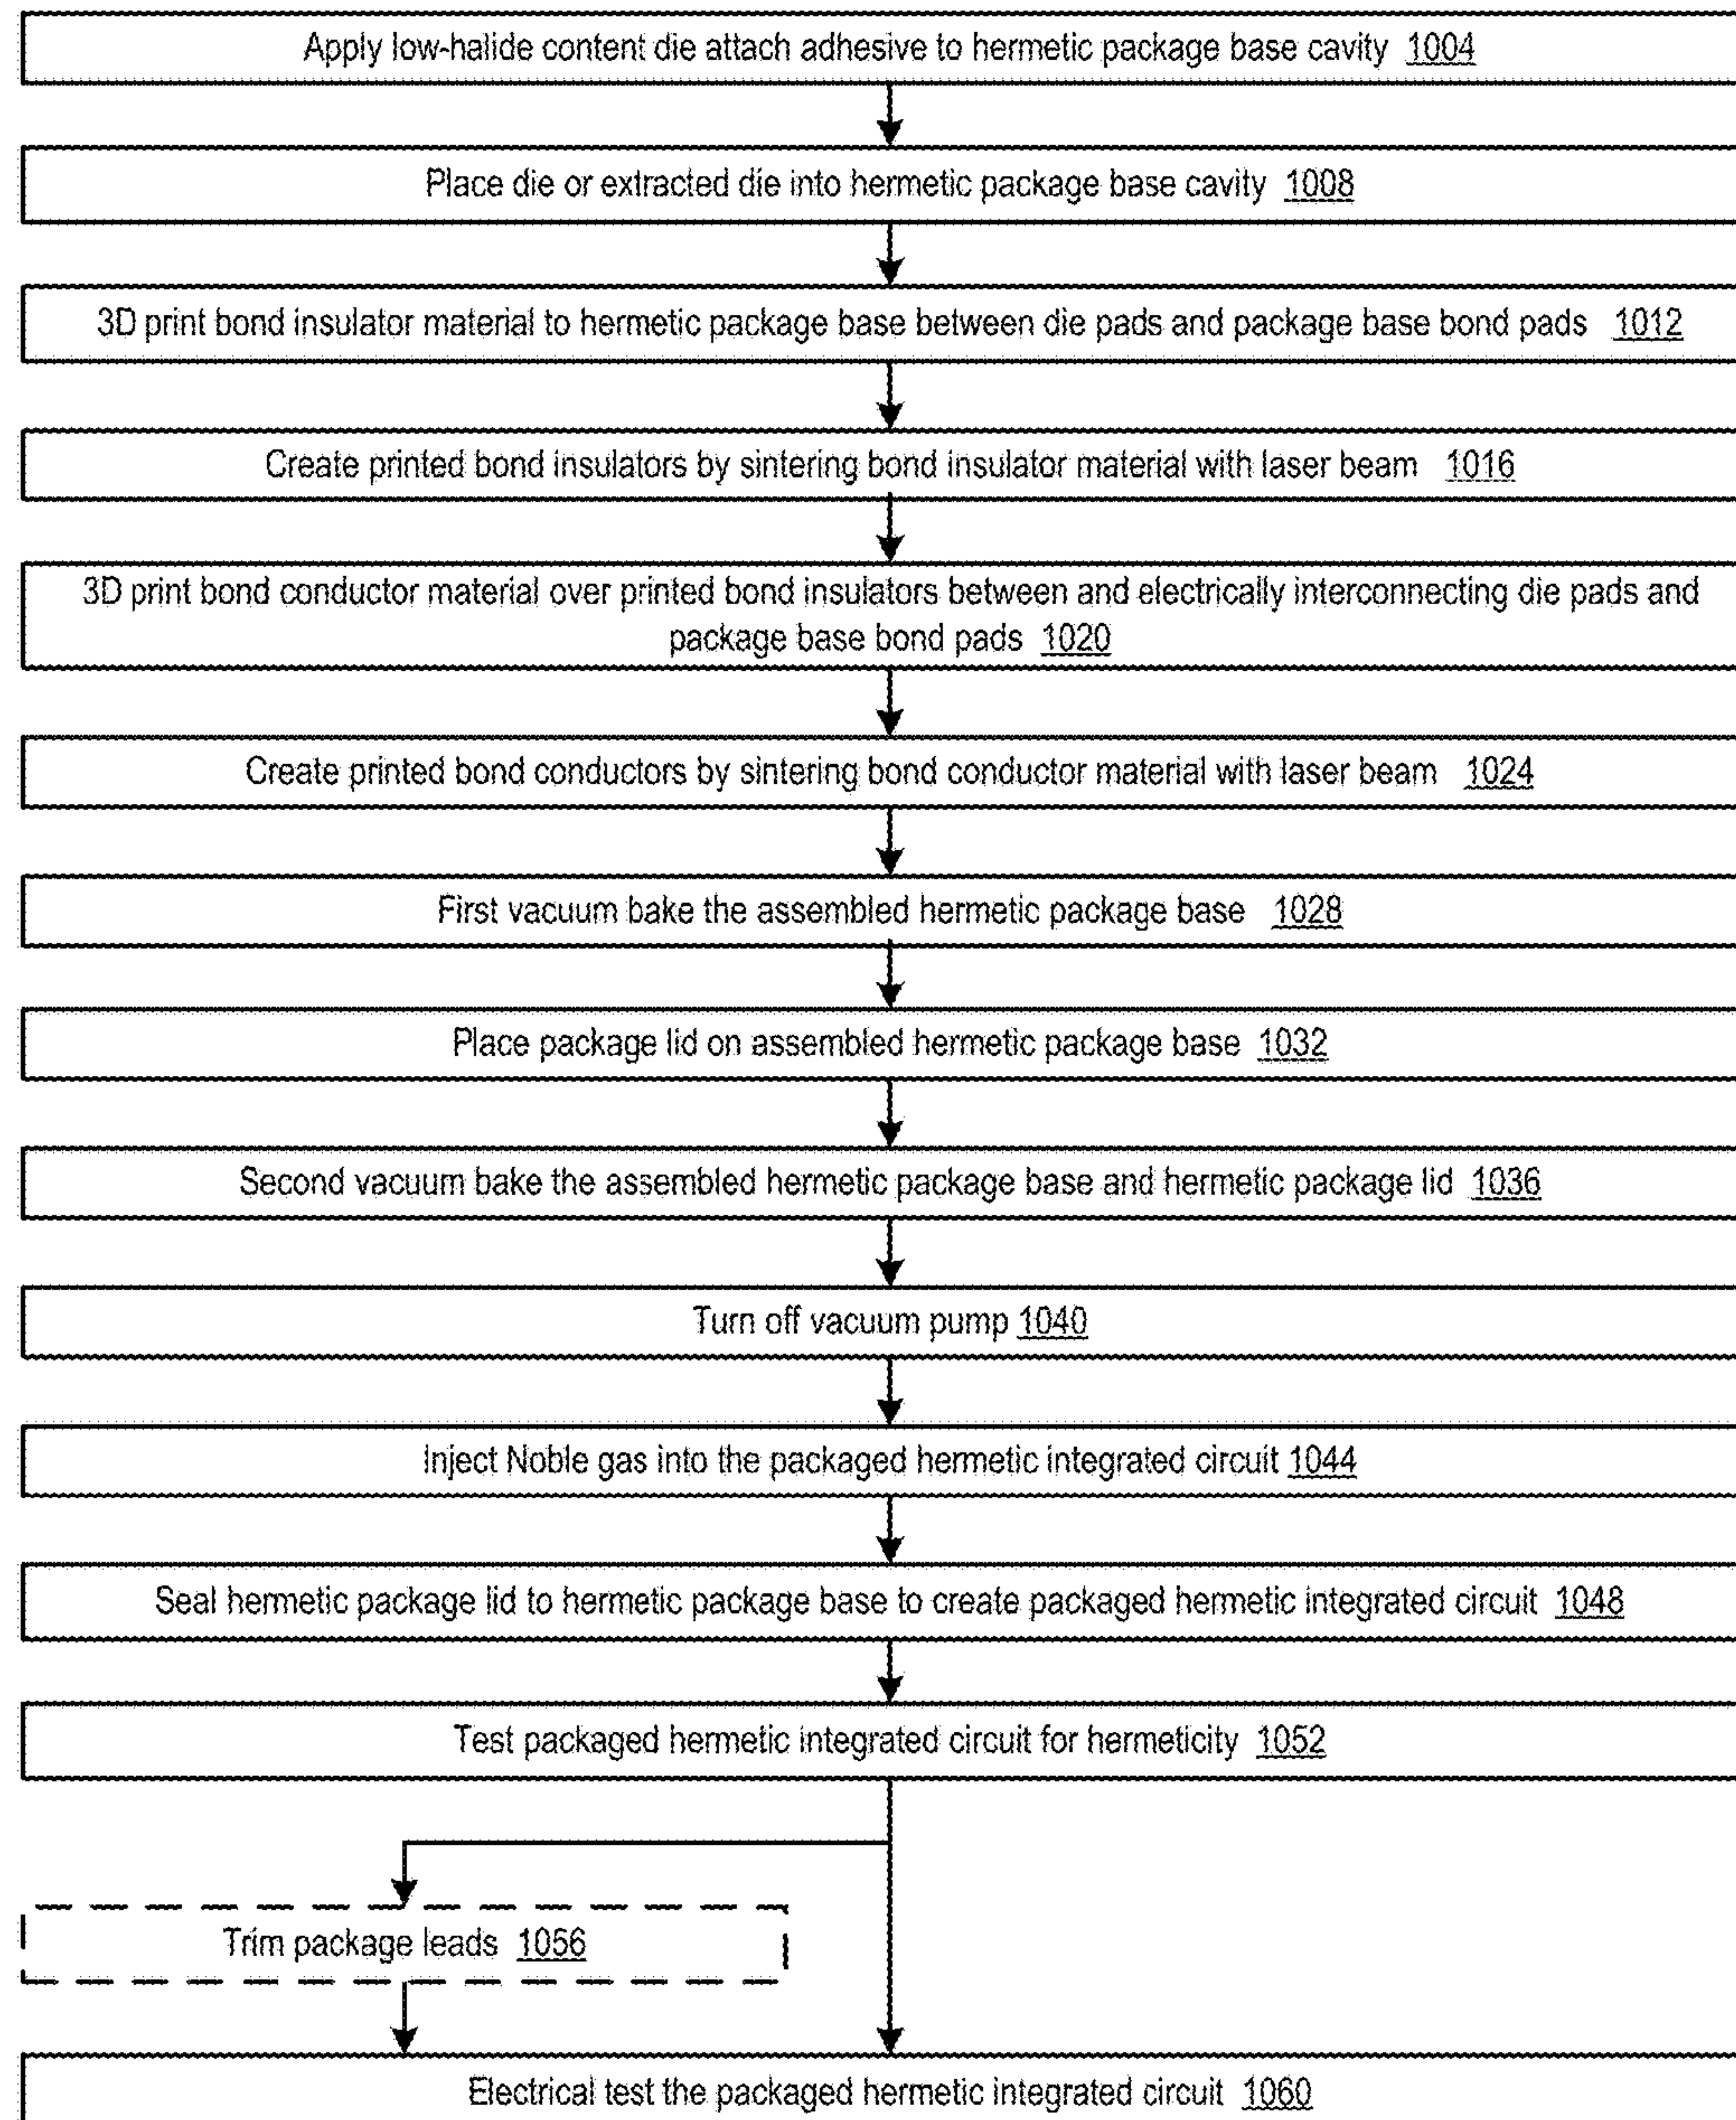 Apply low-halide content die attach adhesive to hermetic package base cavity 1004
Place die or extracted die into hermetic package base cavity 1008
3D print bond insulator material to hermetic package base between die pads and package base bond pads 1012
Create printed bond insulators by sintering bond insulator material with laser beam 1016
3D print bond conductor material over printed bond insulators between and electrically interconnecting die pads and
package base bond pads 1020
Create printed bond conductors by sintering bond conductor material with laser beam 1024
First vacuum bake the assembled hermetic package base 1028
Place package lid on assembled hermetic package base 1032
Second vacuum bake the assembled hermetic package base and hermetic package lid 1036
Turn off vacuum pump 1040
Inject Noble gas into the packaged hermetic integrated circuit 1044
Seal hermetic package lid to hermetic package base to create packaged hermetic integrated circuit 1048
Test packaged hermetic integrated circuit for hermeticity 1052
Trim package leads 1056
Electrical test the packaged hermetic integrated circuit 1060